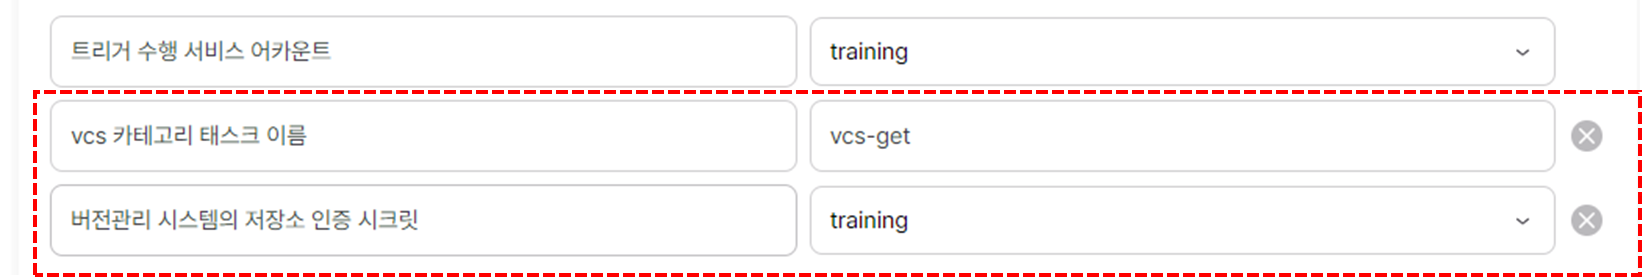 트리거 수행 서비스 어카운트 training
vcs 카테고리 태스크 이름 vcs-get
버전관리 시스템의 저장소 인증 시크릿 training